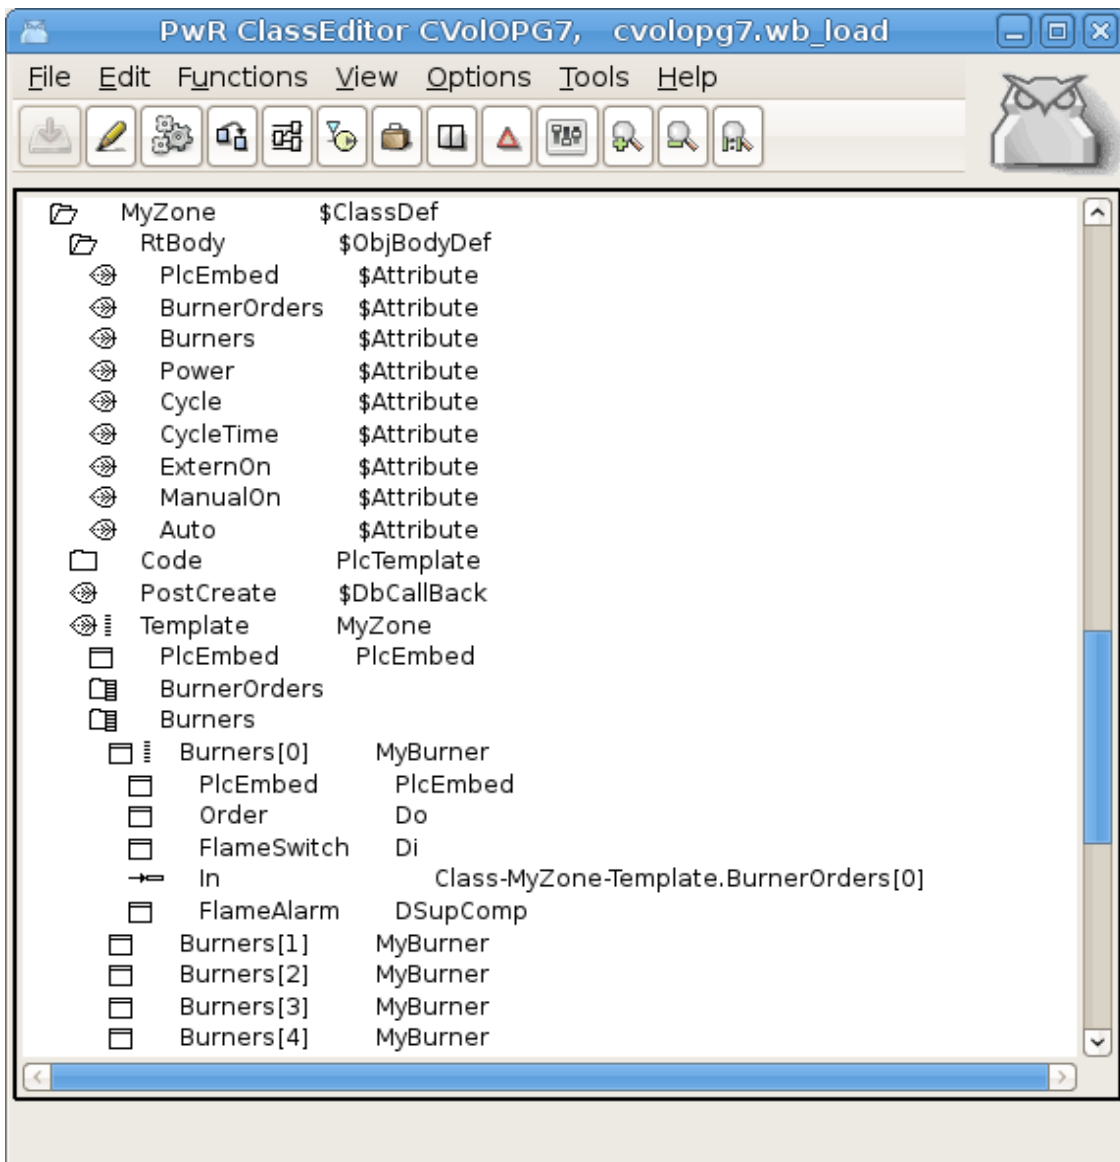 PwR ClassEditor CVolOPG7, cvolopg7.wb_load
File Edit Functions View Options Tools Help
MyZone $ClassDef
RtBody $ObjBodyDef
PlcEmbed $Attribute
BurnerOrders $Attribute
Burners $Attribute
Power $Attribute
Cycle $Attribute
CycleTime $Attribute
ExternOn $Attribute
ManualOn $Attribute
Auto $Attribute
Code PlcTemplate
PostCreate $DbCallBack
Template MyZone
PlcEmbed PlcEmbed
BurnerOrders
Burners
Burners[0] MyBurner
PlcEmbed PlcEmbed
Order Do
FlameSwitch Di
In Class-MyZone-Template.BurnerOrders[0]
FlameAlarm DSupComp
Burners[1] MyBurner
Burners[2] MyBurner
Burners[3] MyBurner
Burners[4] MyBurner